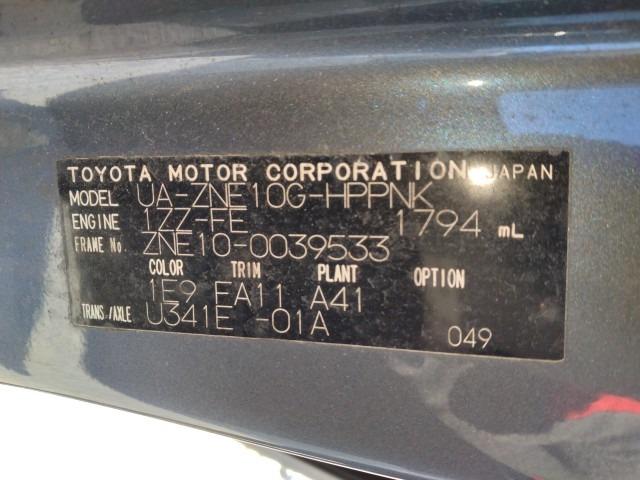 TOYOTA MOTOR CORPORATION JAPAN
MODEL UA-ZNE10G-HPPNK
ENGINE 1ZZ-FE 1794 mL
FRAME No. ZNE10-0039533
COLOR TRIM PLANT OPTION
1E9 EA11 A41
TRANS./AXLE U341E -01A
049